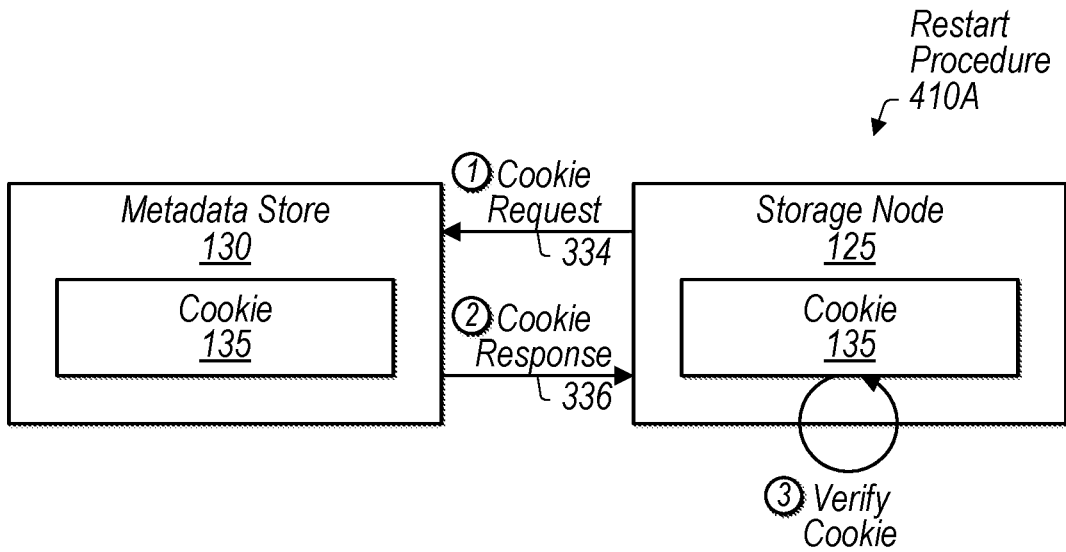 Restart
Procedure
410A
1 Cookie
Request
334
Metadata Store
130
Cookie
135
2 Cookie
Response
336
Storage Node
125
Cookie
135
3 Verify
Cookie